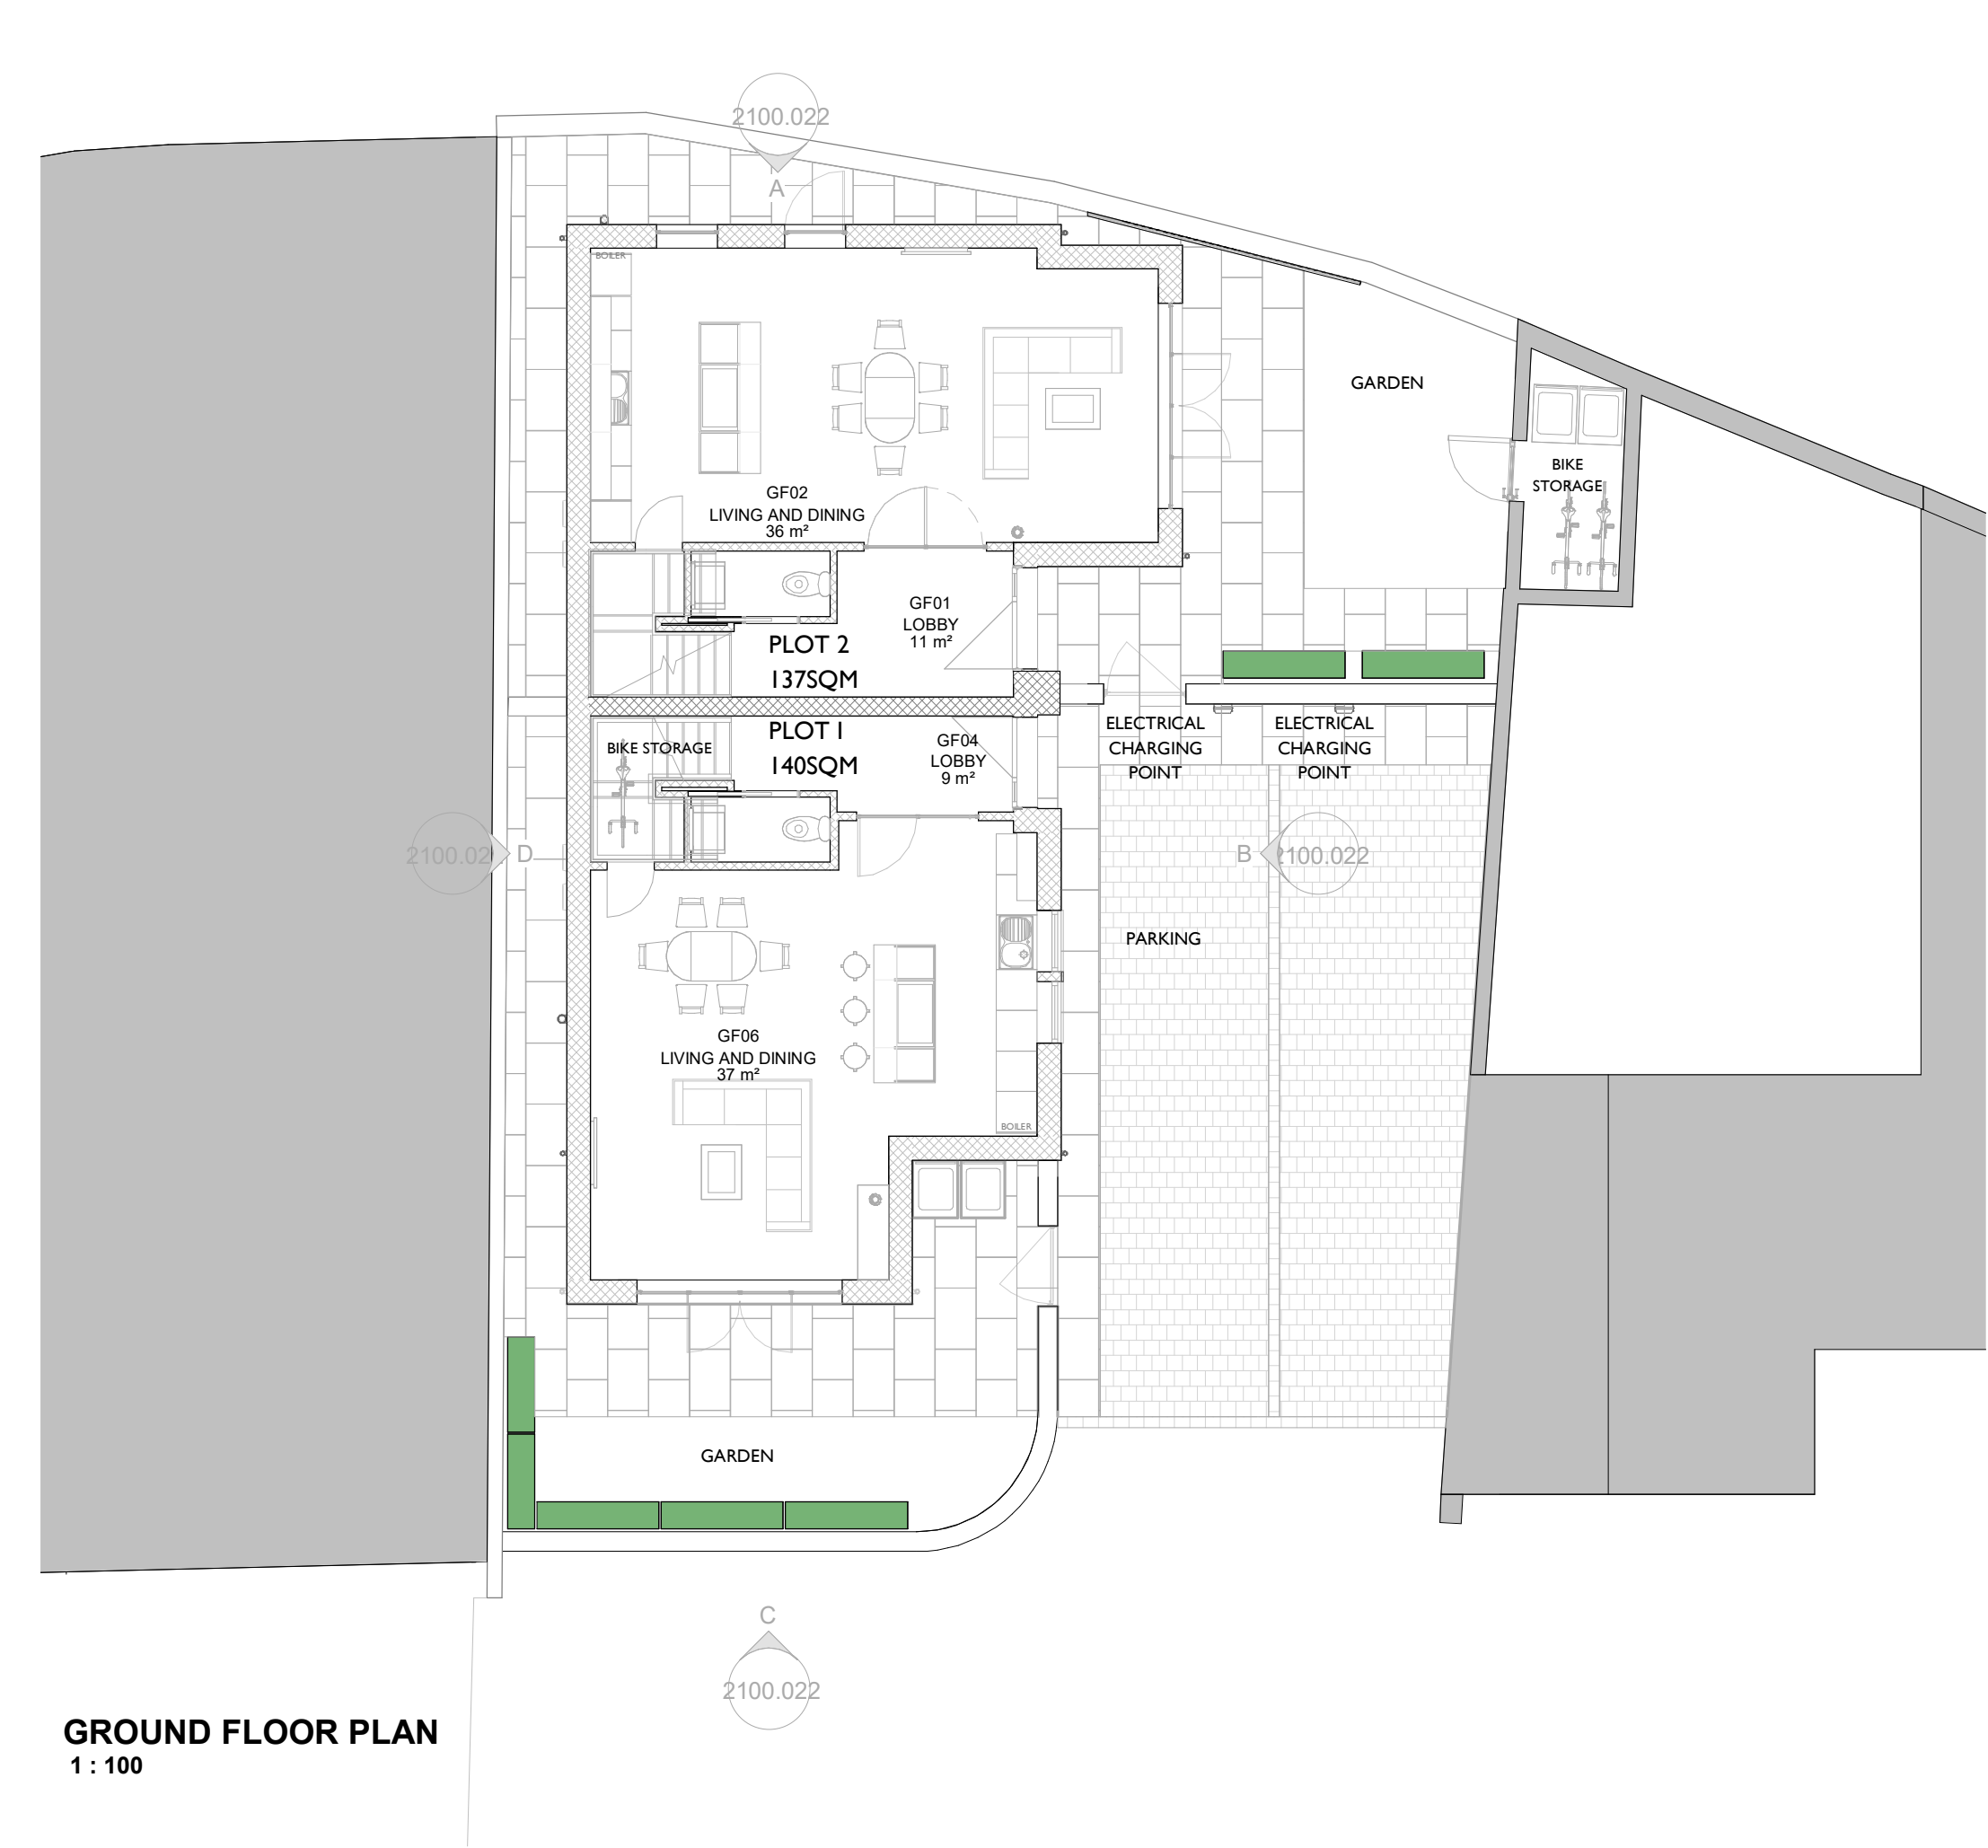 2100.022
A
BOILER
GARDEN
BIKE
STORAGE
GF02
LIVING AND DINING
36 m²
GF01
LOBBY
11 m²
PLOT 2
137SQM
PLOT 1
140SQM
BIKE STORAGE
GF04
LOBBY
9 m²
ELECTRICAL
CHARGING
POINT
ELECTRICAL
CHARGING
POINT
2100.02
D
B
2100.022
PARKING
GF06
LIVING AND DINING
37 m²
BOILER
GARDEN
C
2100.022
GROUND FLOOR PLAN
1 : 100